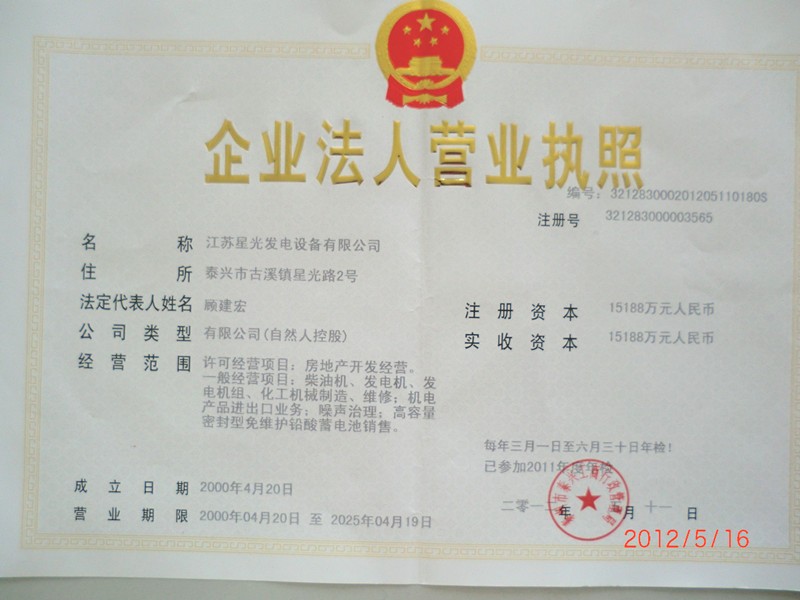 企业法人营业执照
编号: 321283000201205110180S
注册号 321283000003565
名 称 江苏星光发电设备有限公司
住 所 泰兴市古溪镇星光路2号
法定代表人姓名 顾建宏
注册资本 15188万元人民币
公司类型 有限公司(自然人控股)
实收资本 15188万元人民币
经营范围 许可经营项目: 房地产开发经营。
一般经营项目: 柴油机、发电机、发
电机组、化工机械制造、维修; 机电
产品进出口业务; 噪声治理; 高容量
密封型免维护铅酸蓄电池销售。
每年三月一日至六月三十日年检!
已参加2011年度年检
成立日期 2000年4月20日
营业期限 2000年04月20日 至 2025年04月19日
二零一 年 月 十一 日
2012/5/16